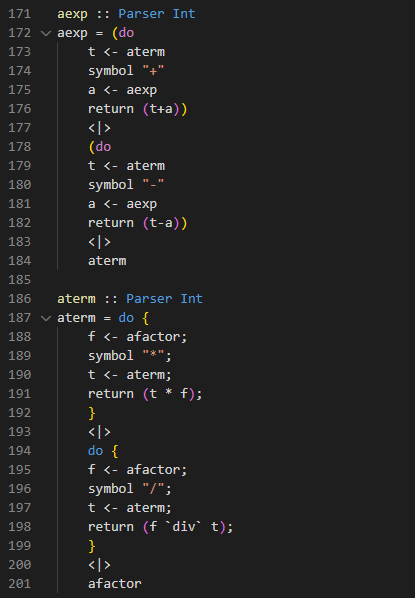 171 aexp :: Parser Int
172 aexp = (do
173     t <- aterm
174     symbol "+"
175     a <- aexp
176     return (t+a))
177     <|>
178     (do
179     t <- aterm
180     symbol "-"
181     a <- aexp
182     return (t-a))
183     <|>
184     aterm
185
186 aterm :: Parser Int
187 aterm = do {
188     f <- afactor;
189     symbol "*";
190     t <- aterm;
191     return (t * f);
192     }
193     <|>
194     do {
195     f <- afactor;
196     symbol "/";
197     t <- aterm;
198     return (f `div` t);
199     }
200     <|>
201     afactor